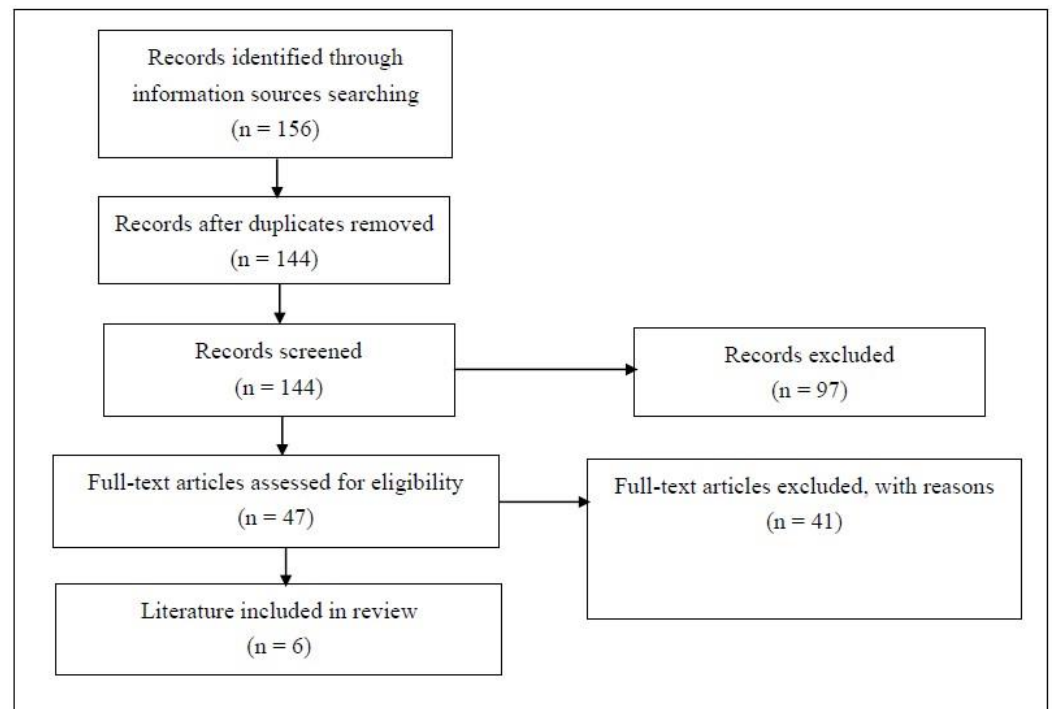 Records identified through
information sources searching
(n = 156)
Records after duplicates removed
(n = 144)
Records screened
(n = 144)
Records excluded
(n = 97)
Full-text articles assessed for eligibility
(n = 47)
Full-text articles excluded, with reasons
(n = 41)
Literature included in review
(n = 6)